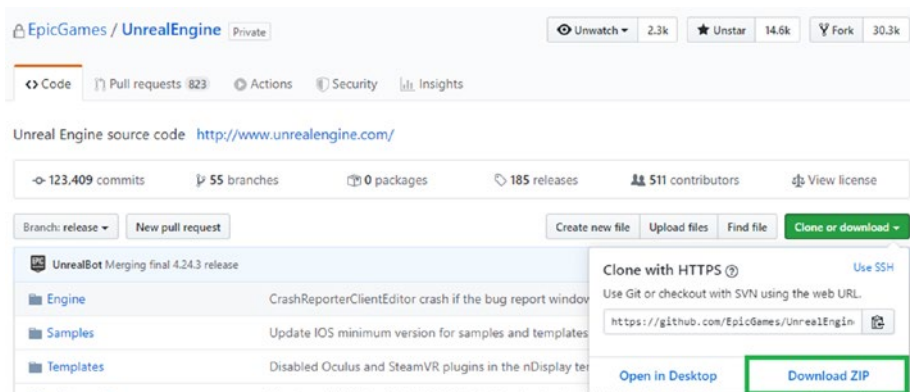 EpicGames / UnrealEngine Private Unwatch 2.3k Unstar 14.6k Fork 30.3k
Code Pull requests 823 Actions Security Insights
Unreal Engine source code http://www.unrealengine.com/
123,409 commits 55 branches 0 packages 185 releases 511 contributors View license
Branch: release New pull request Create new file Upload files Find file Clone or download
UnrealBot Merging final 4.24.3 release
Clone with HTTPS Use SSH
Engine CrashReporterClientEditor crash if the bug report window
Use Git or checkout with SVN using the web URL.
Samples Update IOS minimum version for samples and templates
https://github.com/EpicGames/UnrealEngin
Templates Disabled Oculus and SteamVR plugins in the nDisplay
Open in Desktop Download ZIP